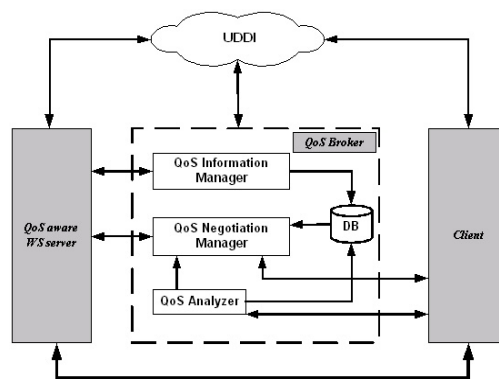 UDDI
QoS Broker
QoS Information
Manager
QoS aware
WS server
QoS Negotiation
Manager
DB
Client
QoS Analyzer